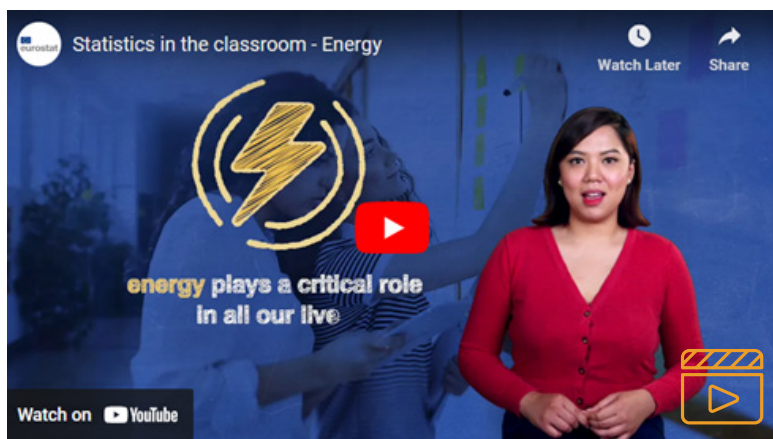 eurostat
Statistics in the classroom - Energy
Watch Later
Share
energy plays a critical role
in all our live
Watch on YouTube